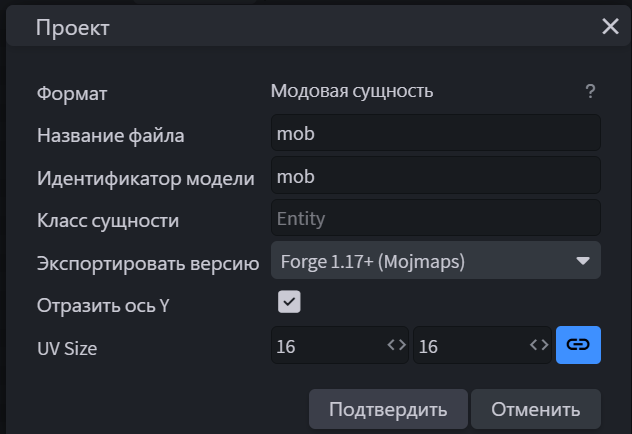 Проект
Формат Модовая сущность ?
Название файла mob
Идентификатор модели mob
Класс сущности Entity
Экспортировать версию Forge 1.17+ (Mojmaps)
Отразить ось Y
UV Size 16 16
Подтвердить Отменить